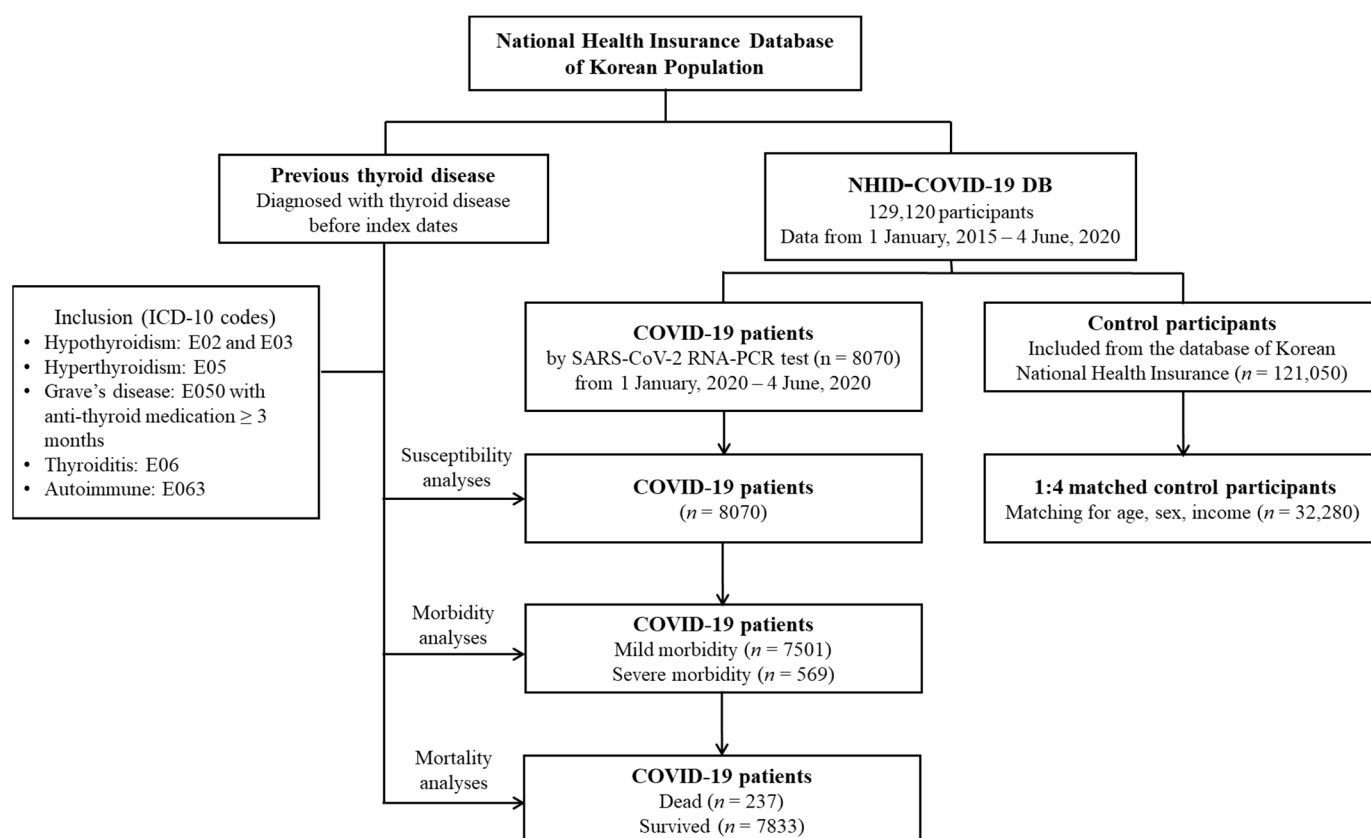 National Health Insurance Database
of Korean Population
Previous thyroid disease
Diagnosed with thyroid disease
before index dates
NHID-COVID-19 DB
129,120 participants
Data from 1 January, 2015 – 4 June, 2020
Inclusion (ICD-10 codes)
• Hypothyroidism: E02 and E03
• Hyperthyroidism: E05
• Grave’s disease: E050 with
anti-thyroid medication ≥ 3
months
• Thyroiditis: E06
• Autoimmune: E063
COVID-19 patients
by SARS-CoV-2 RNA-PCR test (n = 8070)
from 1 January, 2020 – 4 June, 2020
Control participants
Included from the database of Korean
National Health Insurance (n = 121,050)
Susceptibility
analyses
COVID-19 patients
(n = 8070)
1:4 matched control participants
Matching for age, sex, income (n = 32,280)
Morbidity
analyses
COVID-19 patients
Mild morbidity (n = 7501)
Severe morbidity (n = 569)
Mortality
analyses
COVID-19 patients
Dead (n = 237)
Survived (n = 7833)